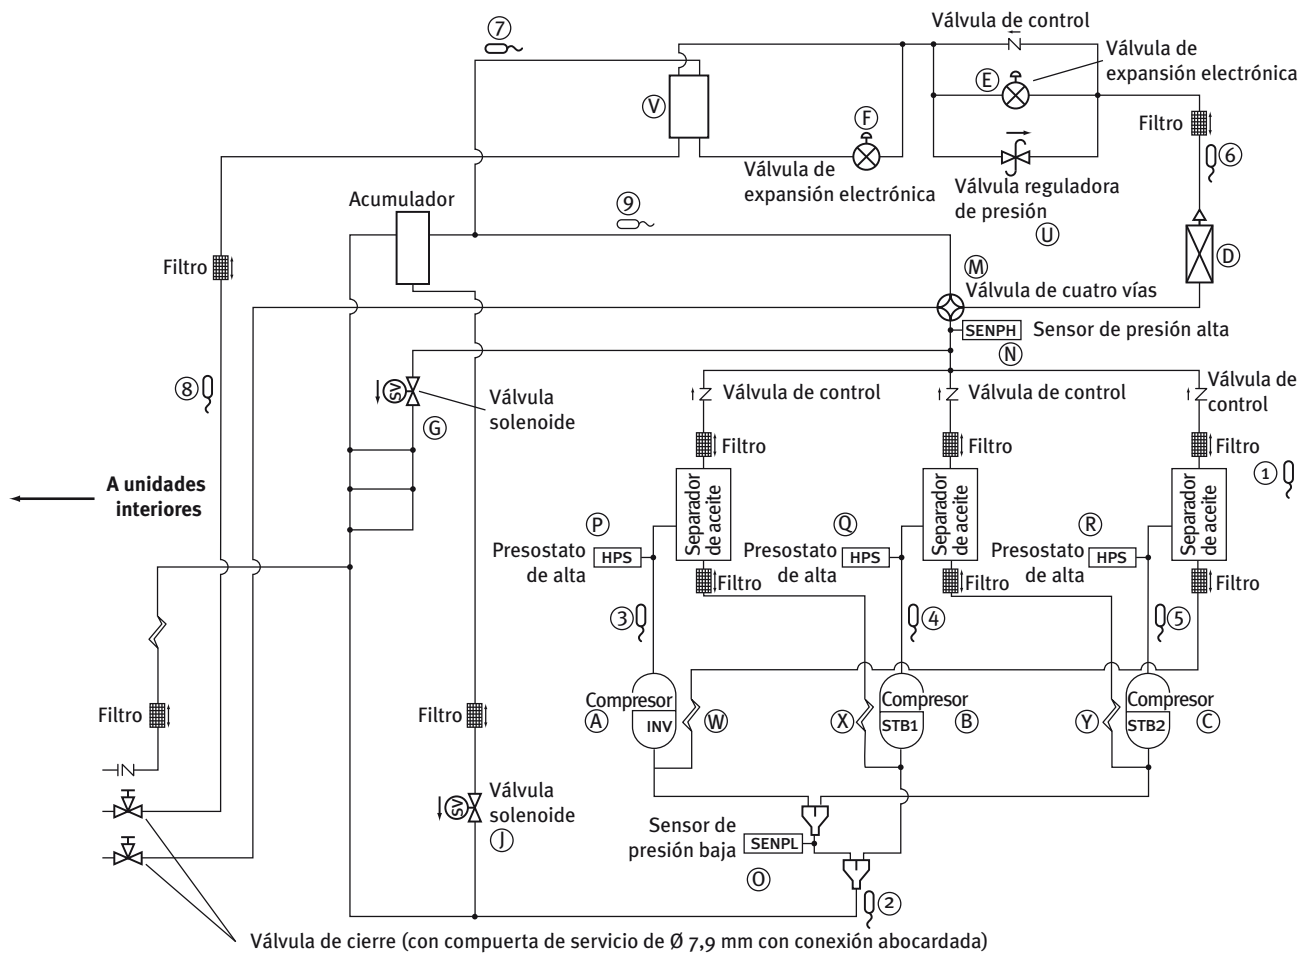 ⑦
Válvula de control
Válvula de
expansión electrónica
Ⓔ
Ⓥ
Ⓕ
Filtro
⑥
Válvula de
expansión electrónica
Válvula reguladora
de presión
Ⓤ
Acumulador
⑨
Filtro
Ⓓ
Ⓜ
Válvula de cuatro vías
SENPH
Sensor de presión alta
Ⓝ
⑧
SV
Válvula
solenoide
Ⓖ
Válvula de control
Válvula de control
Válvula de
control
Filtro
Filtro
Filtro
①
A unidades
interiores
Separador
de aceite
Separador
de aceite
Separador
de aceite
Ⓟ
Ⓠ
Ⓡ
Presostato
de alta
HPS
Presostato
de alta
HPS
Presostato
de alta
HPS
Filtro
Filtro
Filtro
③
④
⑤
Filtro
Filtro
Compresor
Ⓐ
INV
Ⓦ
Ⓧ
Compresor
STB1
Ⓑ
Ⓨ
Compresor
STB2
Ⓒ
SV
Válvula
solenoide
Ⓙ
Sensor de
presión baja
SENPL
Ⓞ
②
Válvula de cierre (con compuerta de servicio de Ø 7,9 mm con conexión abocardada)